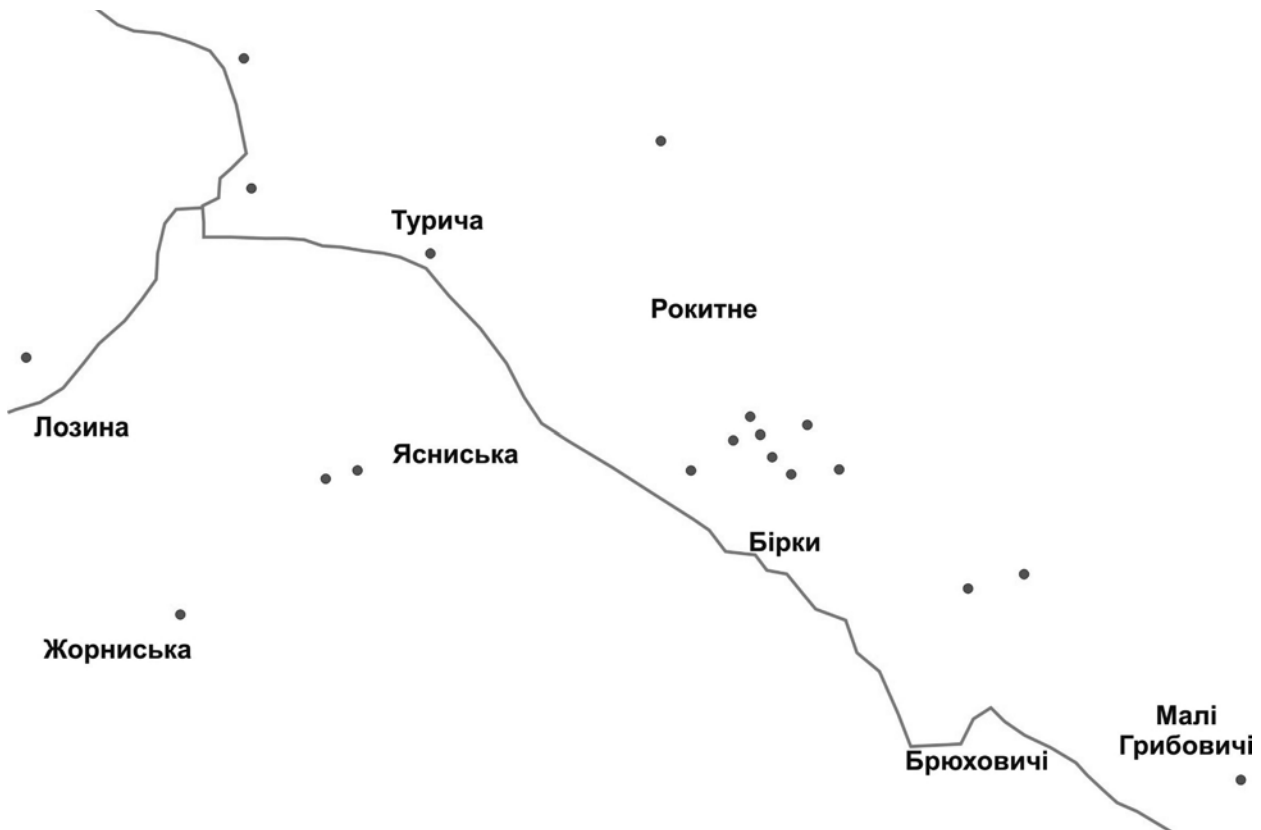 Турича
Рокитне
Лозина
Ясниська
Бірки
Жорниська
Малі
Грибовичі
Брюховичі